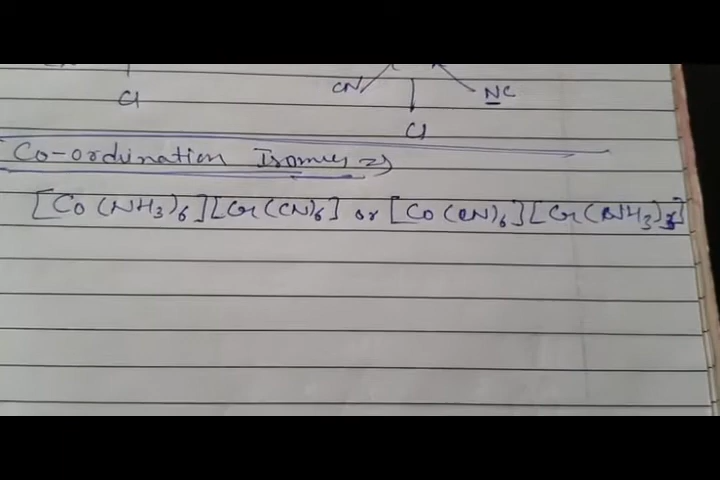 CN NC
Cl Cl
Co-ordination Isomers =>
[Co(NH3)6][Cr(CN)6] or [Co(CN)6][Cr(NH3)6]